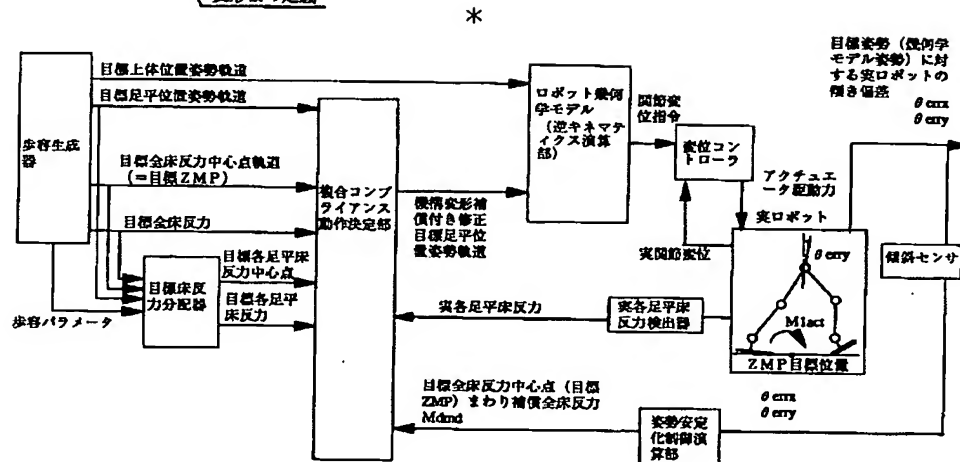 ＊
目標姿勢（幾何学
モデル姿勢）に対
する実ロボットの
傾き偏差
θerrx
θerry
目標上体位置姿勢軌道
目標足平位置姿勢軌道
歩容生成
器
目標全床反力中心点軌道
（＝目標ZMP）
目標全床反力
目標床反
力分配器
目標各足平床
反力中心点
目標各足平
床反力
歩容パラメータ
複合コンプ
ライアンス
動作決定部
ロボット幾何
学モデル
（逆キネマテ
ィクス演算
部）
機構変形補
償付き修正
目標足平位
置姿勢軌道
関節変
位指令
変位コント
ローラ
アクチュエ
ータ駆動力
実ロボット
実関節変位
θerry
M1act
ZMP目標位置
傾斜センサ
実各足平床反力
実各足平床
反力検出器
目標全床反力中心点（目標
ZMP）まわり補償全床反力
Mdmd
θerrx
θerry
姿勢安定
化制御演
算部